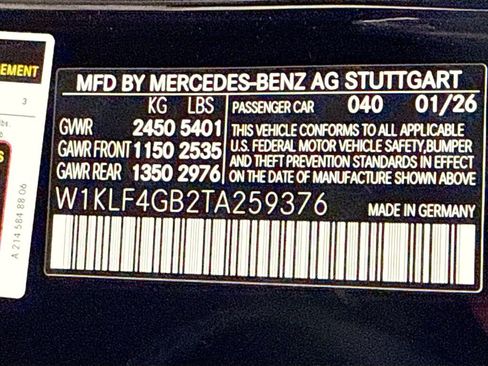 EMENT
3
lbs.
A 214 584 88 06
MFD BY MERCEDES-BENZ AG STUTTGART
KG LBS PASSENGER CAR 040 01/26
GVWR 2450 5401 THIS VEHICLE CONFORMS TO ALL APPLICABLE
GAWR FRONT 1150 2535 U.S. FEDERAL MOTOR VEHICLE SAFETY, BUMPER
GAWR REAR 1350 2976 AND THEFT PREVENTION STANDARDS IN EFFECT
ON THE DATE OF MANUFACTURE SHOWN ABOVE
W1KLF4GB2TA259376 MADE IN GERMANY